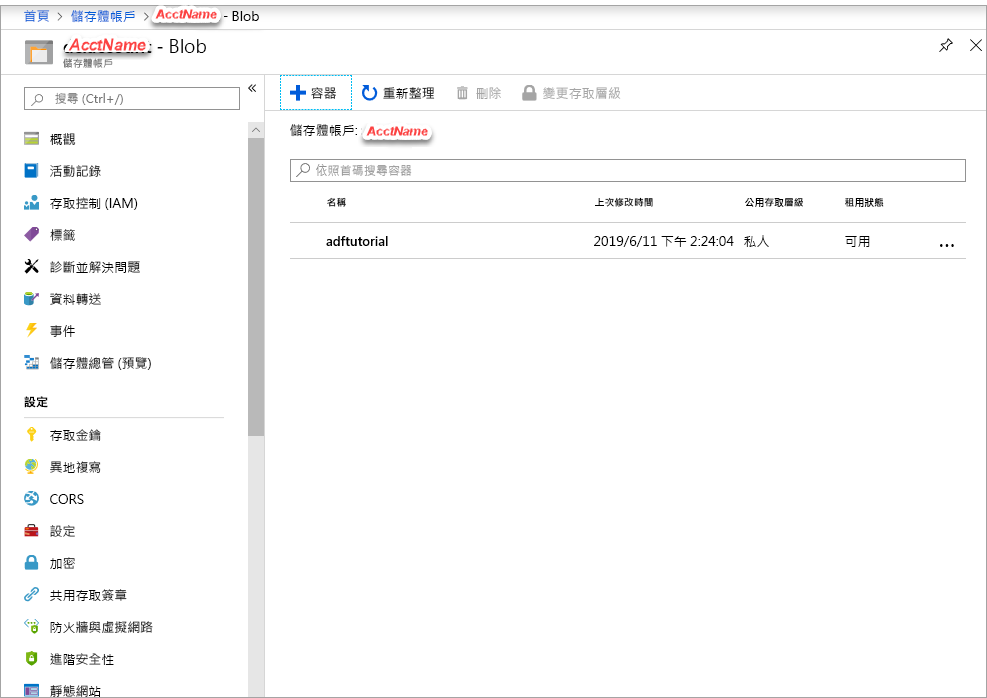 首頁 > 儲存體帳戶 > AcctName - Blob
AcctName - Blob
儲存體帳戶
搜尋 (Ctrl+/)
概觀
活動記錄
存取控制 (IAM)
標籤
診斷並解決問題
資料轉送
事件
儲存體總管 (預覽)
設定
存取金鑰
異地複寫
CORS
設定
加密
共用存取簽章
防火牆與虛擬網路
進階安全性
靜態網站
容器 重新整理 刪除 變更存取層級
儲存體帳戶: AcctName
依照首碼搜尋容器
名稱 上次修改時間 公用存取層級 租用狀態
adftutorial 2019/6/11 下午 2:24:04 私人 可用 ...